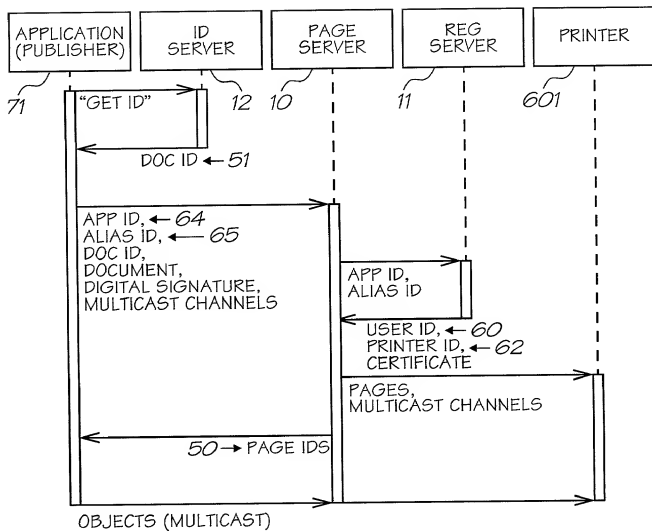 APPLICATION
(PUBLISHER)
ID
SERVER
PAGE
SERVER
REG
SERVER
PRINTER
71
12
10
11
601
"GET ID"
DOC ID 51
APP ID, 64
ALIAS ID, 65
DOC ID,
DOCUMENT,
DIGITAL SIGNATURE,
MULTICAST CHANNELS
APP ID,
ALIAS ID
USER ID, 60
PRINTER ID, 62
CERTIFICATE
PAGES,
MULTICAST CHANNELS
50 PAGE IDS
OBJECTS (MULTICAST)